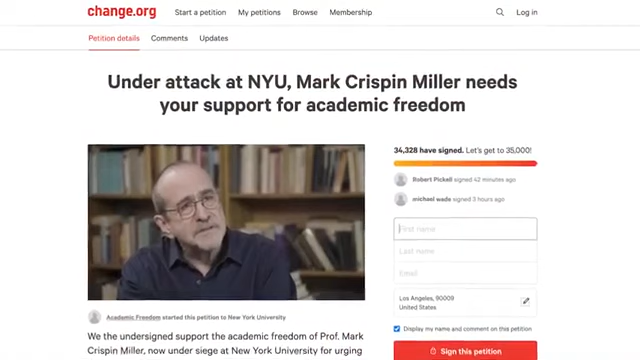 change.org
Start a petition
My petitions
Browse
Membership
Log in
Petition details
Comments
Updates
Under attack at NYU, Mark Crispin Miller needs
your support for academic freedom
34,328 have signed. Let's get to 35,000!
Robert Pickell signed 42 minutes ago
michael wade signed 3 hours ago
First name
Last name
Email
Los Angeles, 90009
United States
Display my name and comment on this petition
Sign this petition
Academic Freedom started this petition to New York University
We the undersigned support the academic freedom of Prof. Mark
Crispin Miller, now under siege at New York University for urging